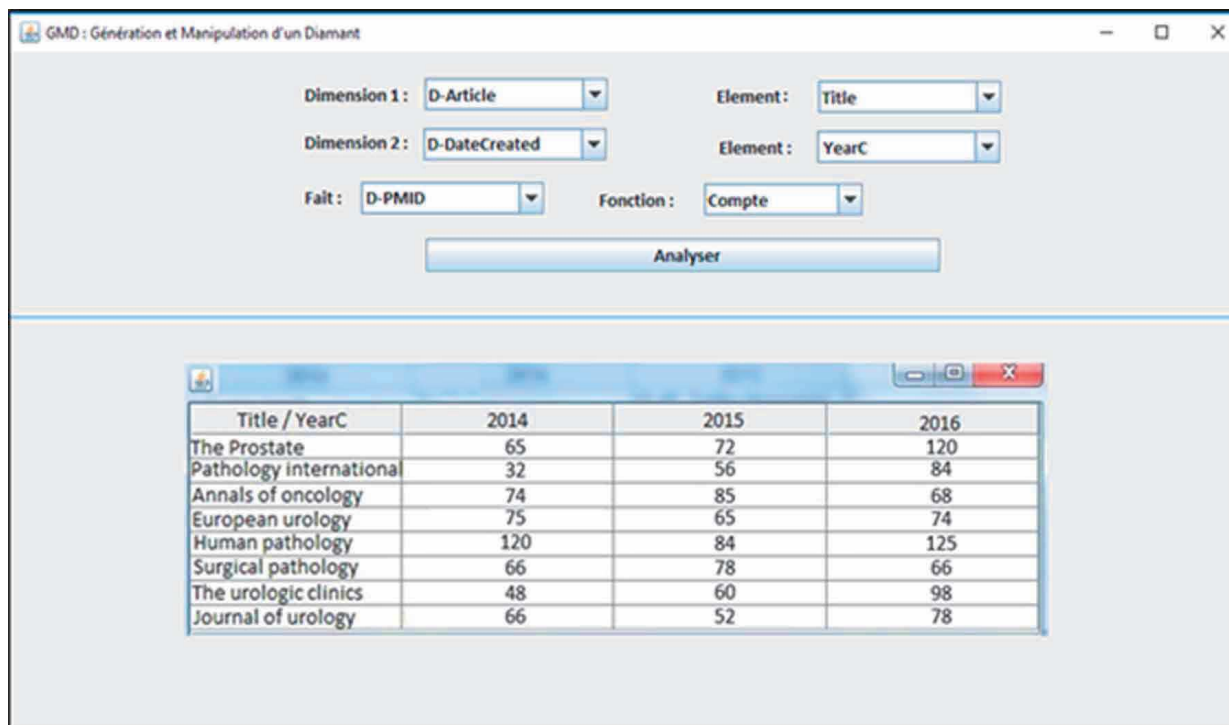 GMD : Génération et Manipulation d'un Diamant
Dimension 1 : D-Article Element : Title
Dimension 2 : D-DateCreated Element : YearC
Fait : D-PMID Fonction : Compte
Analyser
Title / YearC 2014 2015 2016
The Prostate 65 72 120
Pathology international 32 56 84
Annals of oncology 74 85 68
European urology 75 65 74
Human pathology 120 84 125
Surgical pathology 66 78 66
The urologic clinics 48 60 98
Journal of urology 66 52 78